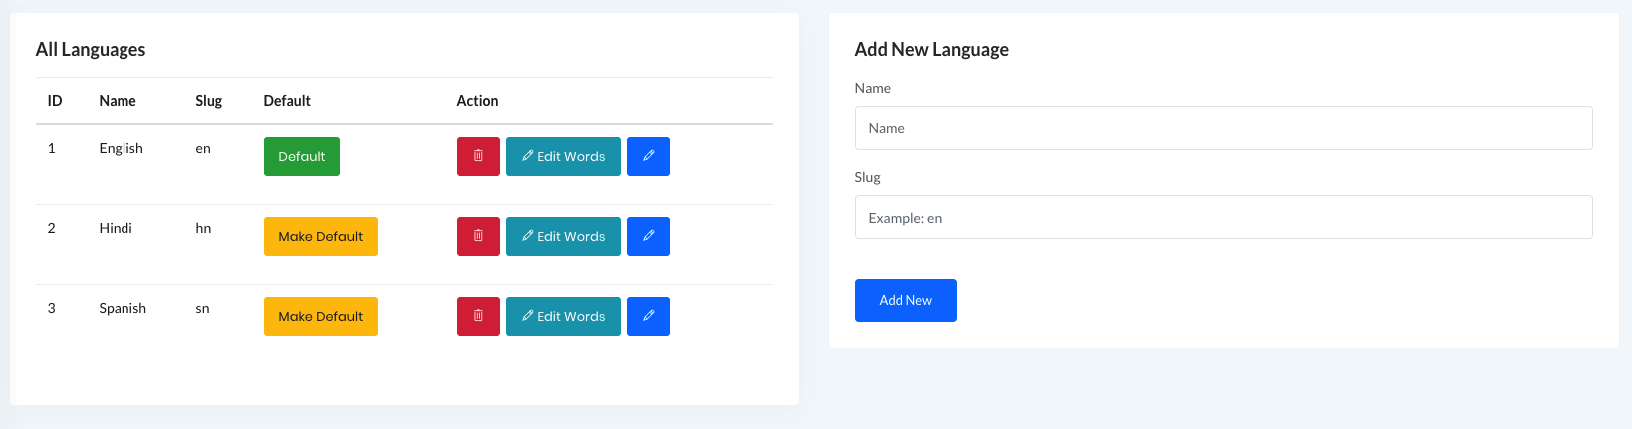 All Languages
ID Name Slug Default Action
1 English en Default Edit Words
2 Hindi hn Make Default Edit Words
3 Spanish sn Make Default Edit Words
Add New Language
Name
Name
Slug
Example: en
Add New